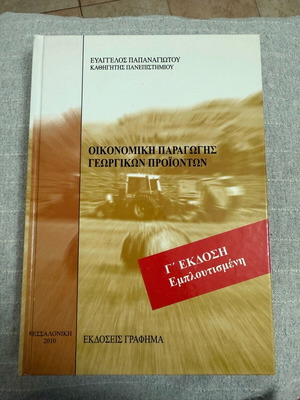 ΕΥΑΓΓΕΛΟΣ ΠΑΠΑΝΑΓΙΩΤΟΥ
ΚΑΘΗΓΗΤΗΣ ΠΑΝΕΠΙΣΤΗΜΙΟΥ
ΟΙΚΟΝΟΜΙΚΗ ΠΑΡΑΓΩΓΗΣ
ΓΕΩΡΓΙΚΩΝ ΠΡΟΪΟΝΤΩΝ
Γ΄ ΕΚΔΟΣΗ
Εμπλουτισμένη
ΘΕΣΣΑΛΟΝΙΚΗ
2010
ΕΚΔΟΣΕΙΣ ΓΡΑΦΗΜΑ